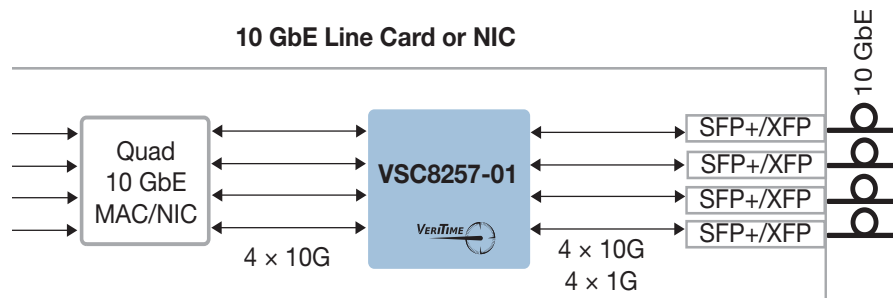 10 GbE Line Card or NIC
10 GbE
Quad
10 GbE
MAC/NIC
4 × 10G
VSC8257-01
VERITIME
4 × 10G
4 × 1G
SFP+/XFP
SFP+/XFP
SFP+/XFP
SFP+/XFP